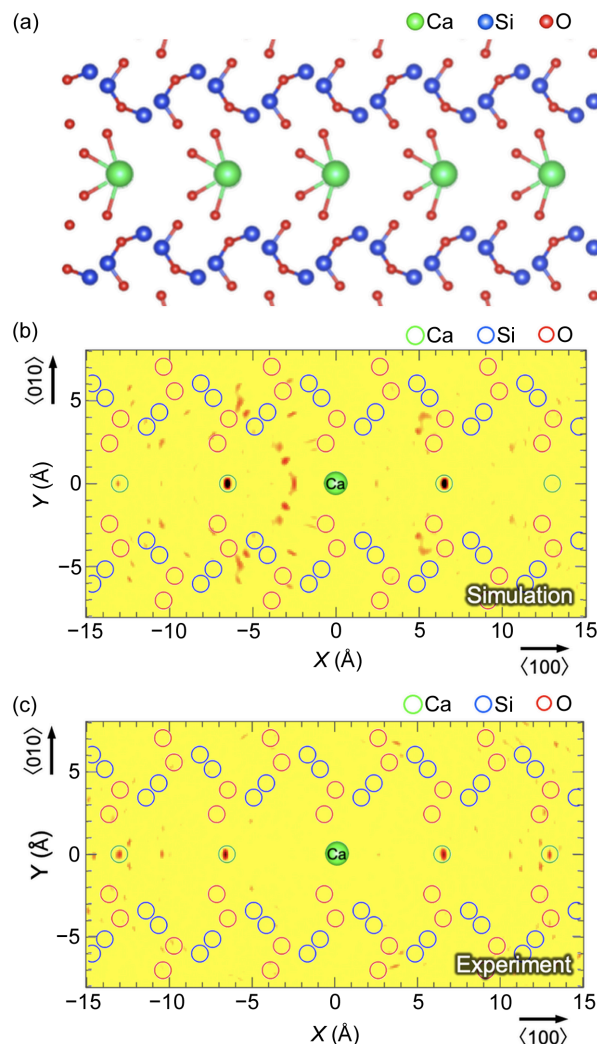 (a)
Ca Si O
(b)
Ca Si O
⟨010⟩
5
0
−5
Y (Å)
Ca
Simulation
−15 −10 −5 0 5 10 15
X (Å)
⟨100⟩
(c)
Ca Si O
⟨010⟩
5
0
−5
Y (Å)
Ca
Experiment
−15 −10 −5 0 5 10 15
X (Å)
⟨100⟩